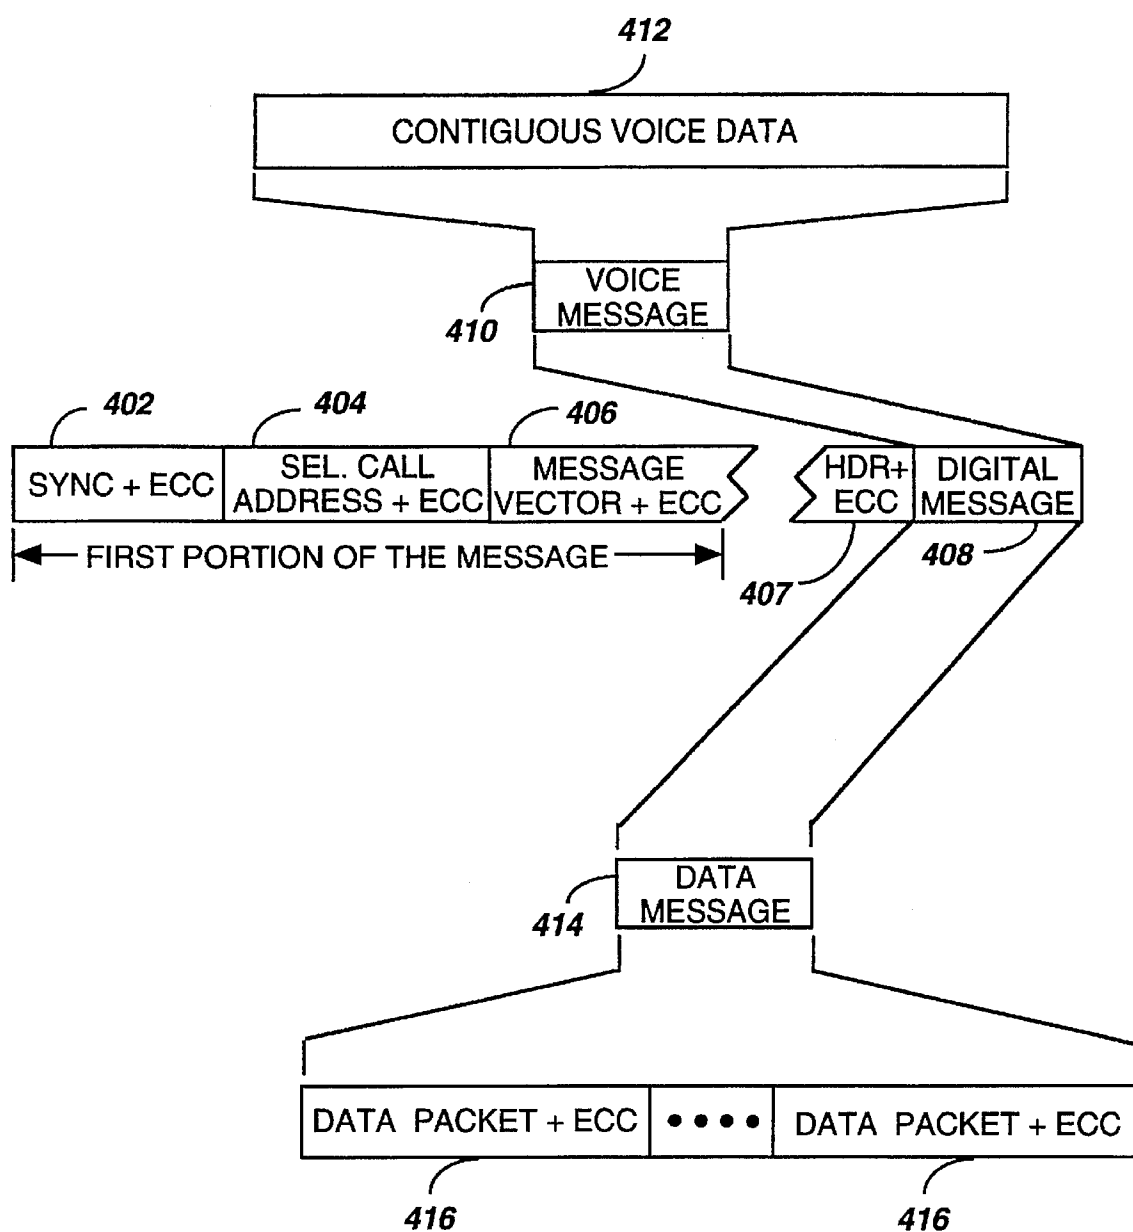 412
CONTIGUOUS VOICE DATA
VOICE
MESSAGE
410
402
404
406
SYNC + ECC
SEL. CALL
ADDRESS + ECC
MESSAGE
VECTOR + ECC
HDR+
ECC
DIGITAL
MESSAGE
FIRST PORTION OF THE MESSAGE
407
408
DATA
MESSAGE
414
DATA PACKET + ECC
• • • •
DATA PACKET + ECC
416
416